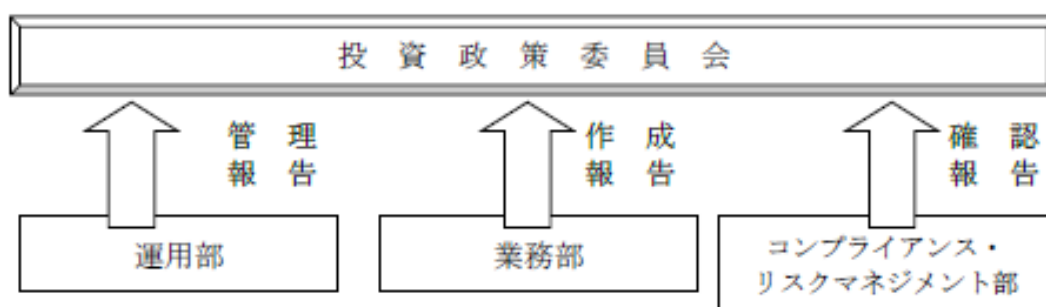 投資政策委員会
管理
報告
作成
報告
確認
報告
運用部
業務部
コンプライアンス・
リスクマネジメント部